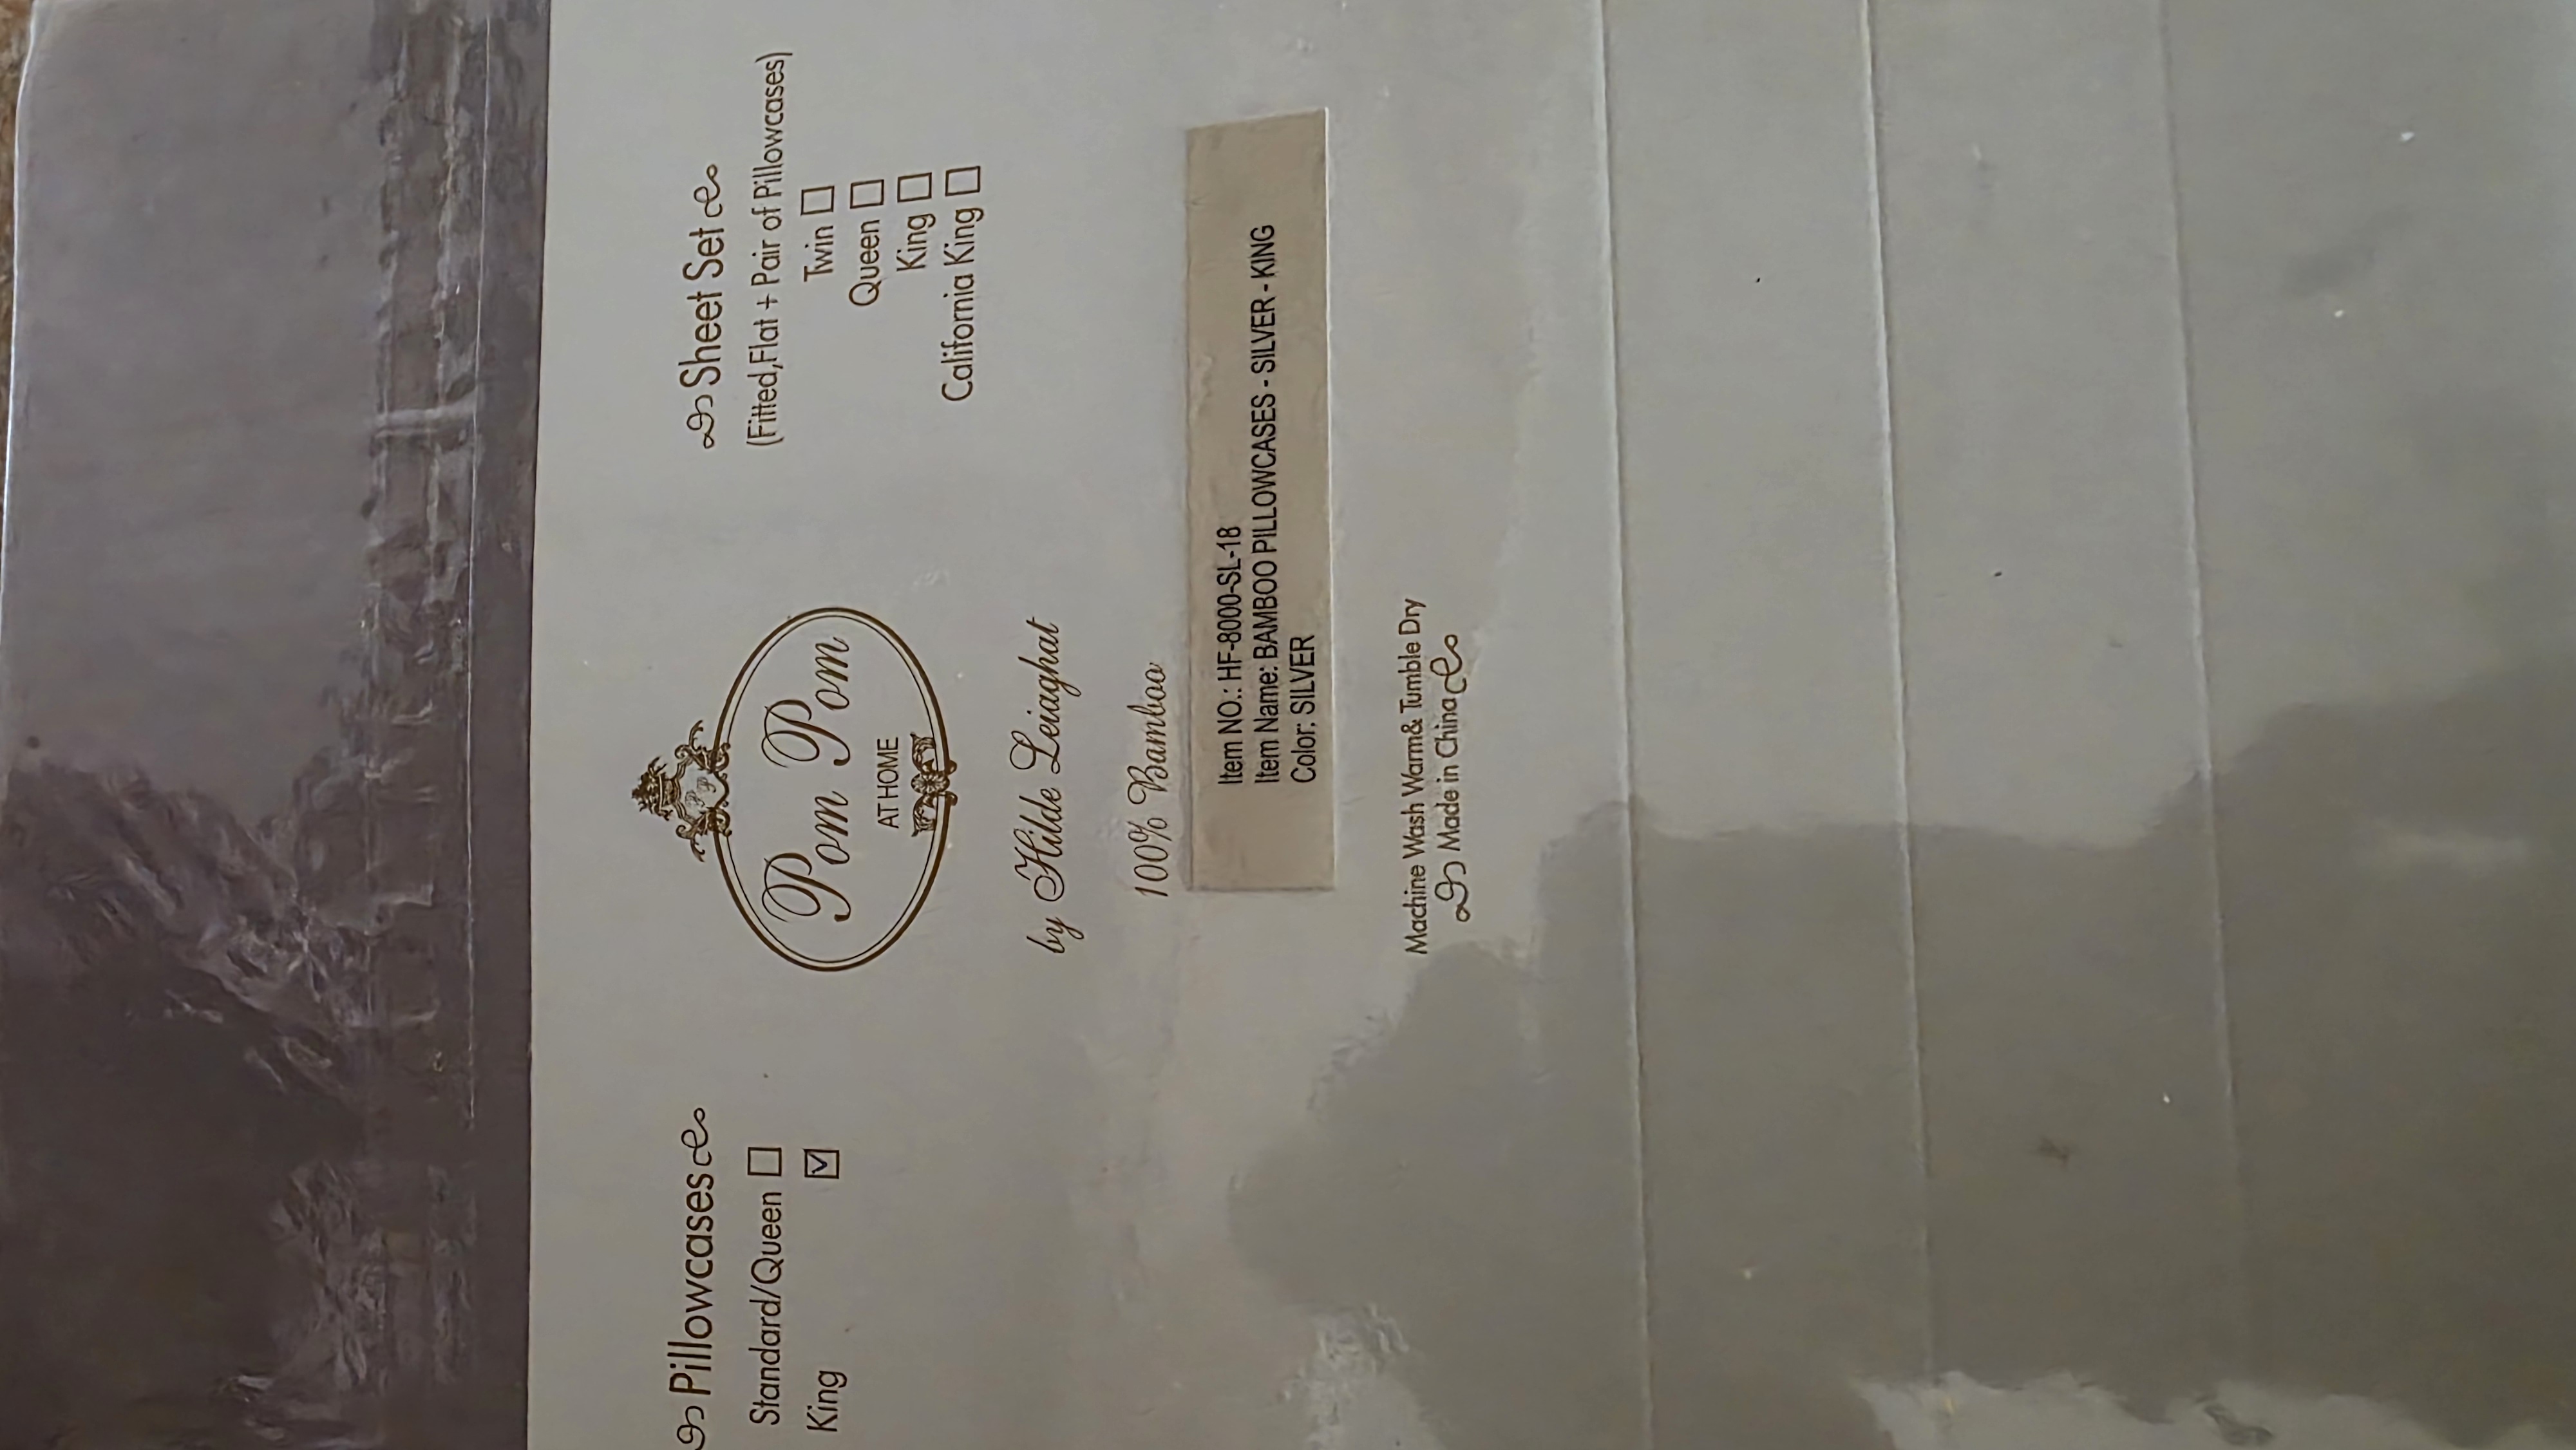 Pillowcases
Standard/Queen
King
Pom Pom
AT HOME
by Hilde Leiaghat
100% Bamboo
Sheet Set
(Fitted,Flat + Pair of Pillowcases)
Twin
Queen
King
California King
Item NO.: HF-8000-SL-18
Item Name: BAMBOO PILLOWCASES - SILVER - KING
Color: SILVER
Machine Wash Warm& Tumble Dry
Made in China